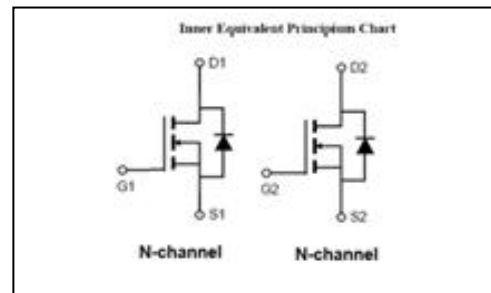 Inner Equivalent Principium Chart
D1 D2
G1 G2
S1 S2
N-channel N-channel